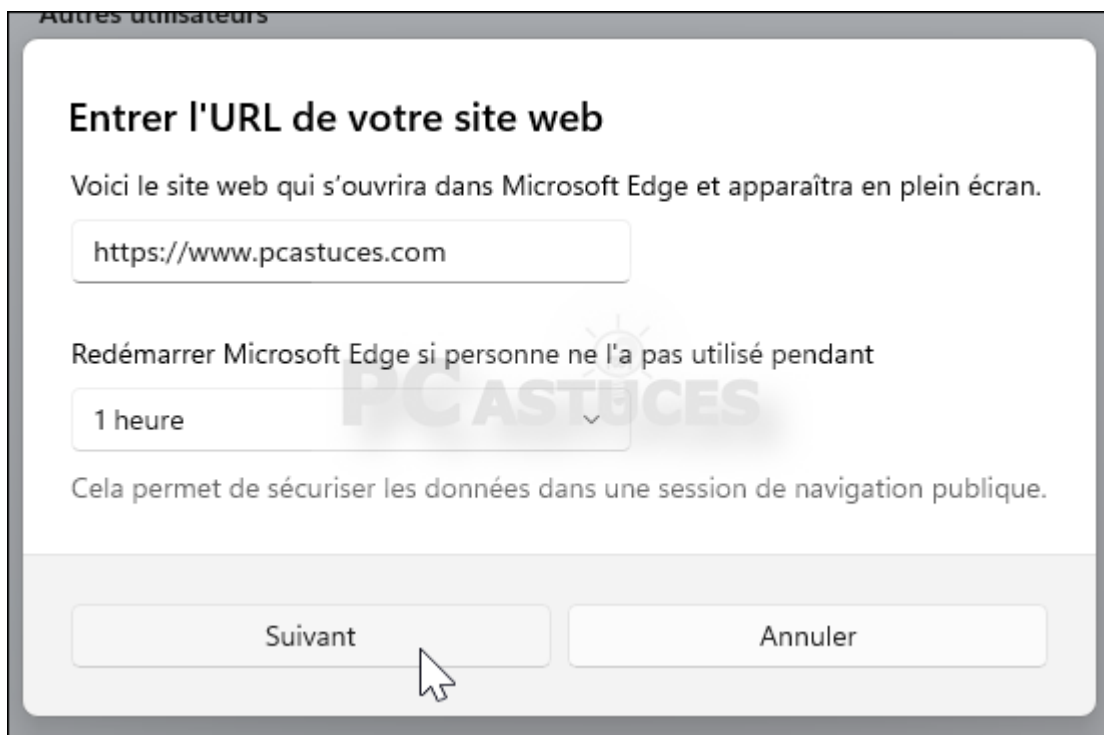 Autres utilisateurs
Entrer l'URL de votre site web
Voici le site web qui s’ouvrira dans Microsoft Edge et apparaîtra en plein écran.
https://www.pcastuces.com
Redémarrer Microsoft Edge si personne ne l'a pas utilisé pendant
PC ASTUCES
1 heure
Cela permet de sécuriser les données dans une session de navigation publique.
Suivant
Annuler